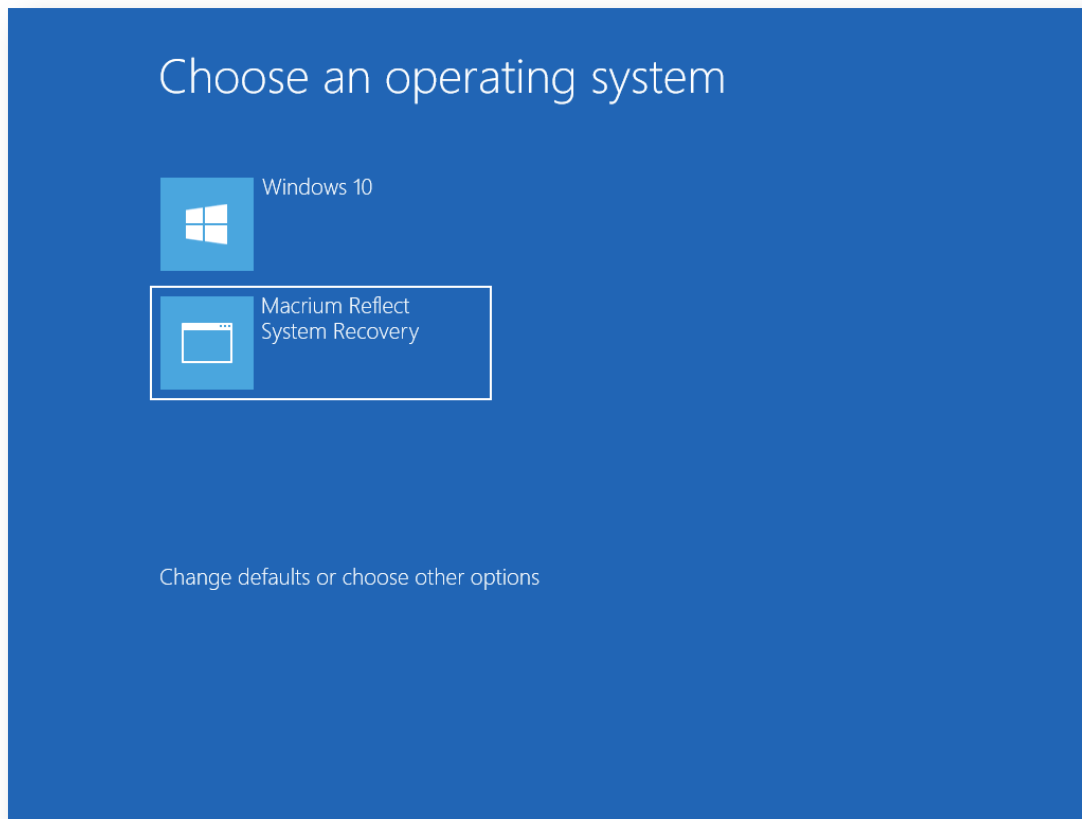 Choose an operating system
Windows 10
Macrium Reflect
System Recovery
Change defaults or choose other options